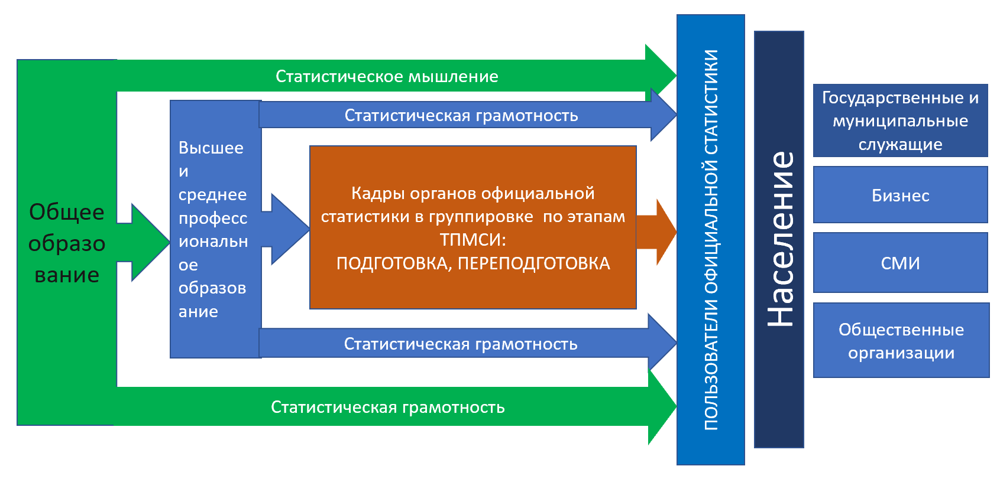 Общее
образо
вание
Статистическое мышление
Статистическая грамотность
Высшее
и
среднее
професс
иональн
ое
образов
ание
Кадры органов официальной
статистики в группировке по этапам
ТПМСИ:
ПОДГОТОВКА, ПЕРЕПОДГОТОВКА
Статистическая грамотность
Статистическая грамотность
ПОЛЬЗОВАТЕЛИ ОФИЦИАЛЬНОЙ СТАТИСТИКИ
Население
Государственные и
муниципальные
служащие
Бизнес
СМИ
Общественные
организации